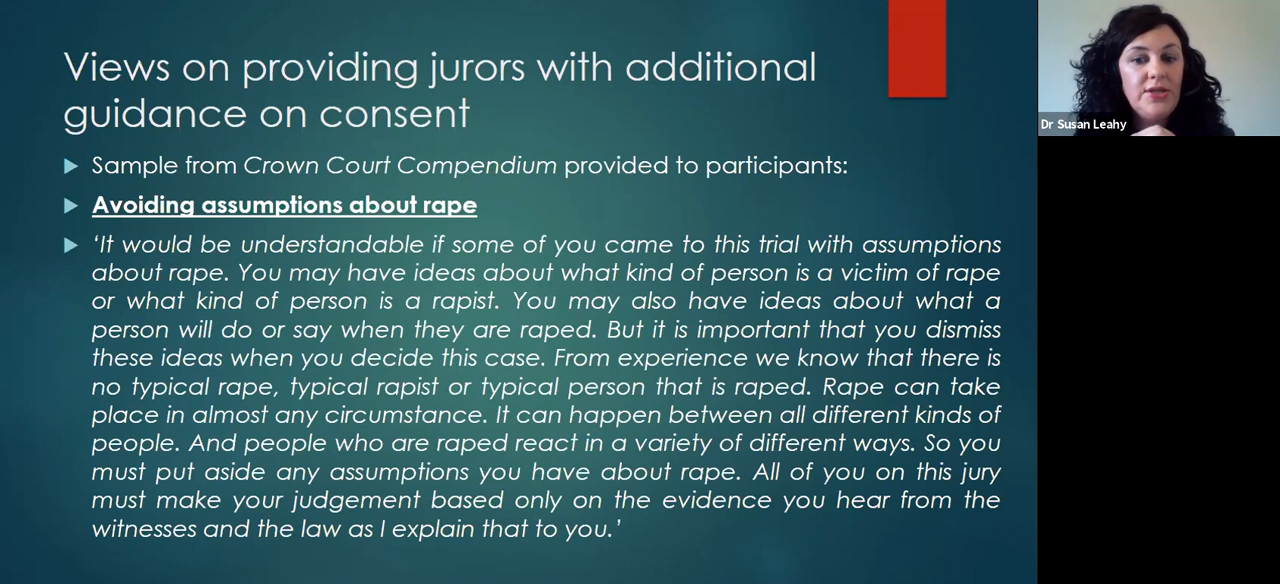 Views on providing jurors with additional
guidance on consent
Sample from Crown Court Compendium provided to participants:
Avoiding assumptions about rape
‘It would be understandable if some of you came to this trial with assumptions
about rape. You may have ideas about what kind of person is a victim of rape
or what kind of person is a rapist. You may also have ideas about what a
person will do or say when they are raped. But it is important that you dismiss
these ideas when you decide this case. From experience we know that there is
no typical rape, typical rapist or typical person that is raped. Rape can take
place in almost any circumstance. It can happen between all different kinds of
people. And people who are raped react in a variety of different ways. So you
must put aside any assumptions you have about rape. All of you on this jury
must make your judgement based only on the evidence you hear from the
witnesses and the law as I explain that to you.’
Dr Susan Leahy